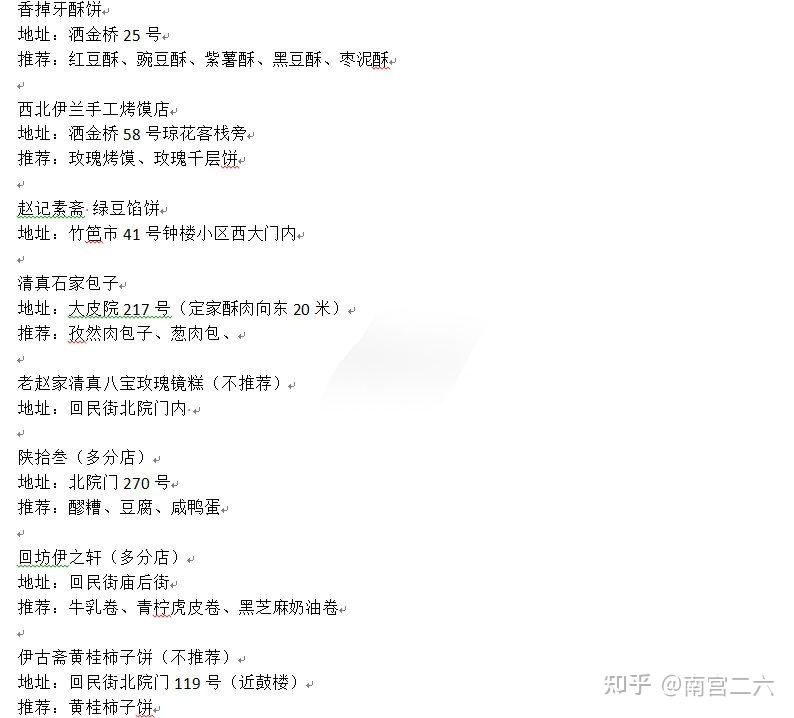 香掉牙酥饼
地址：洒金桥 25 号
推荐：红豆酥、豌豆酥、紫薯酥、黑豆酥、枣泥酥
西北伊兰手工烤馍店
地址：洒金桥 58 号琼花客栈旁
推荐：玫瑰烤馍、玫瑰千层饼
赵记素斋·绿豆馅饼
地址：竹笆市 41 号钟楼小区西大门内
清真石家包子
地址：大皮院 217 号（定家酥肉向东 20 米）
推荐：孜然肉包子、葱肉包、
老赵家清真八宝玫瑰镜糕（不推荐）
地址：回民街北院门内·
陕拾叁（多分店）
地址：北院门 270 号
推荐：醪糟、豆腐、咸鸭蛋
回坊伊之轩（多分店）
地址：回民街庙后街
推荐：牛乳卷、青柠虎皮卷、黑芝麻奶油卷
伊古斋黄桂柿子饼（不推荐）
地址：回民街北院门 119 号（近鼓楼）
推荐：黄桂柿子饼
知乎 @南宫二六